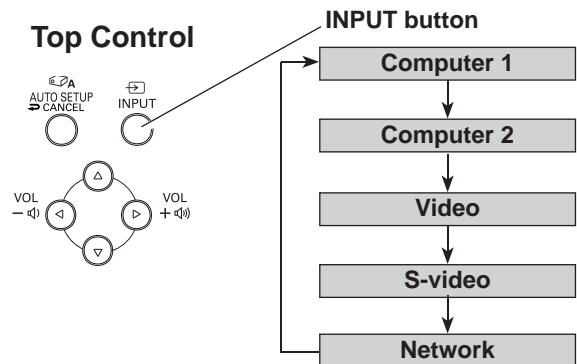 Top Control
INPUT button
A
AUTO SETUP
CANCEL
INPUT
VOL
–
VOL
+
Computer 1
Computer 2
Video
S-video
Network